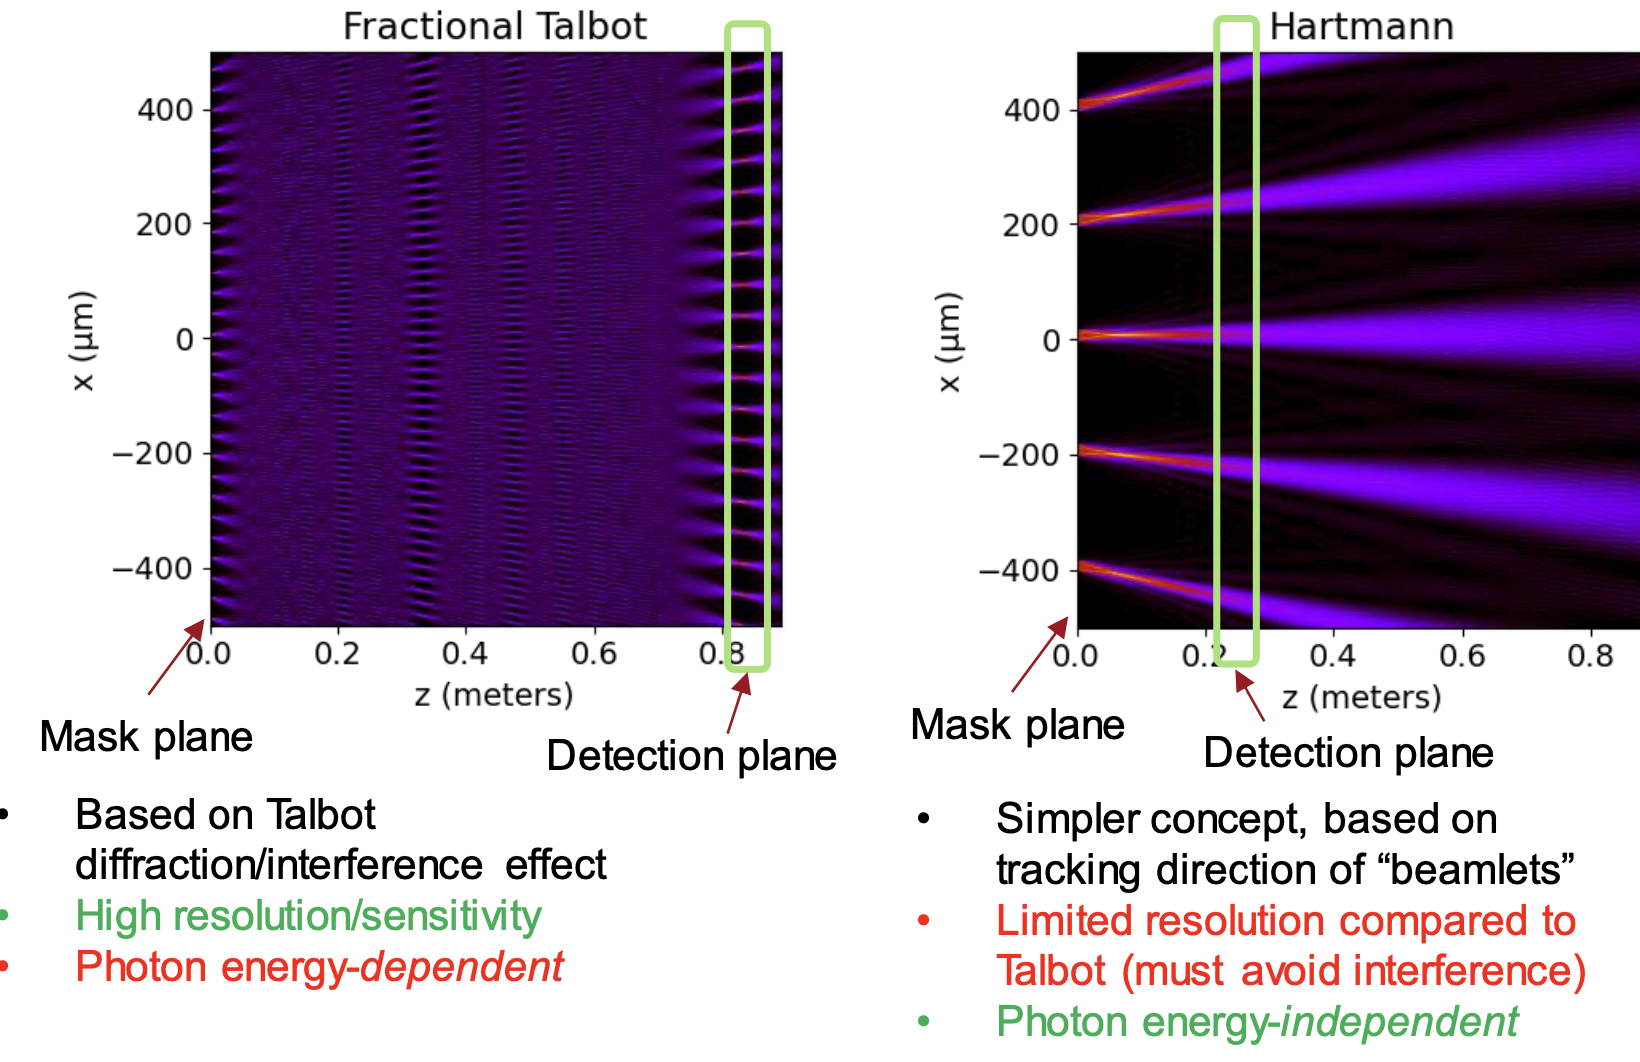 Fractional Talbot
400
200
0
−200
−400
x (µm)
0.0 0.2 0.4 0.6 0.8
z (meters)
Mask plane
Detection plane
• Based on Talbot
diffraction/interference effect
• High resolution/sensitivity
• Photon energy-dependent
Hartmann
400
200
0
−200
−400
x (µm)
0.0 0.2 0.4 0.6 0.8
z (meters)
Mask plane
Detection plane
• Simpler concept, based on
tracking direction of “beamlets”
• Limited resolution compared to
Talbot (must avoid interference)
• Photon energy-independent